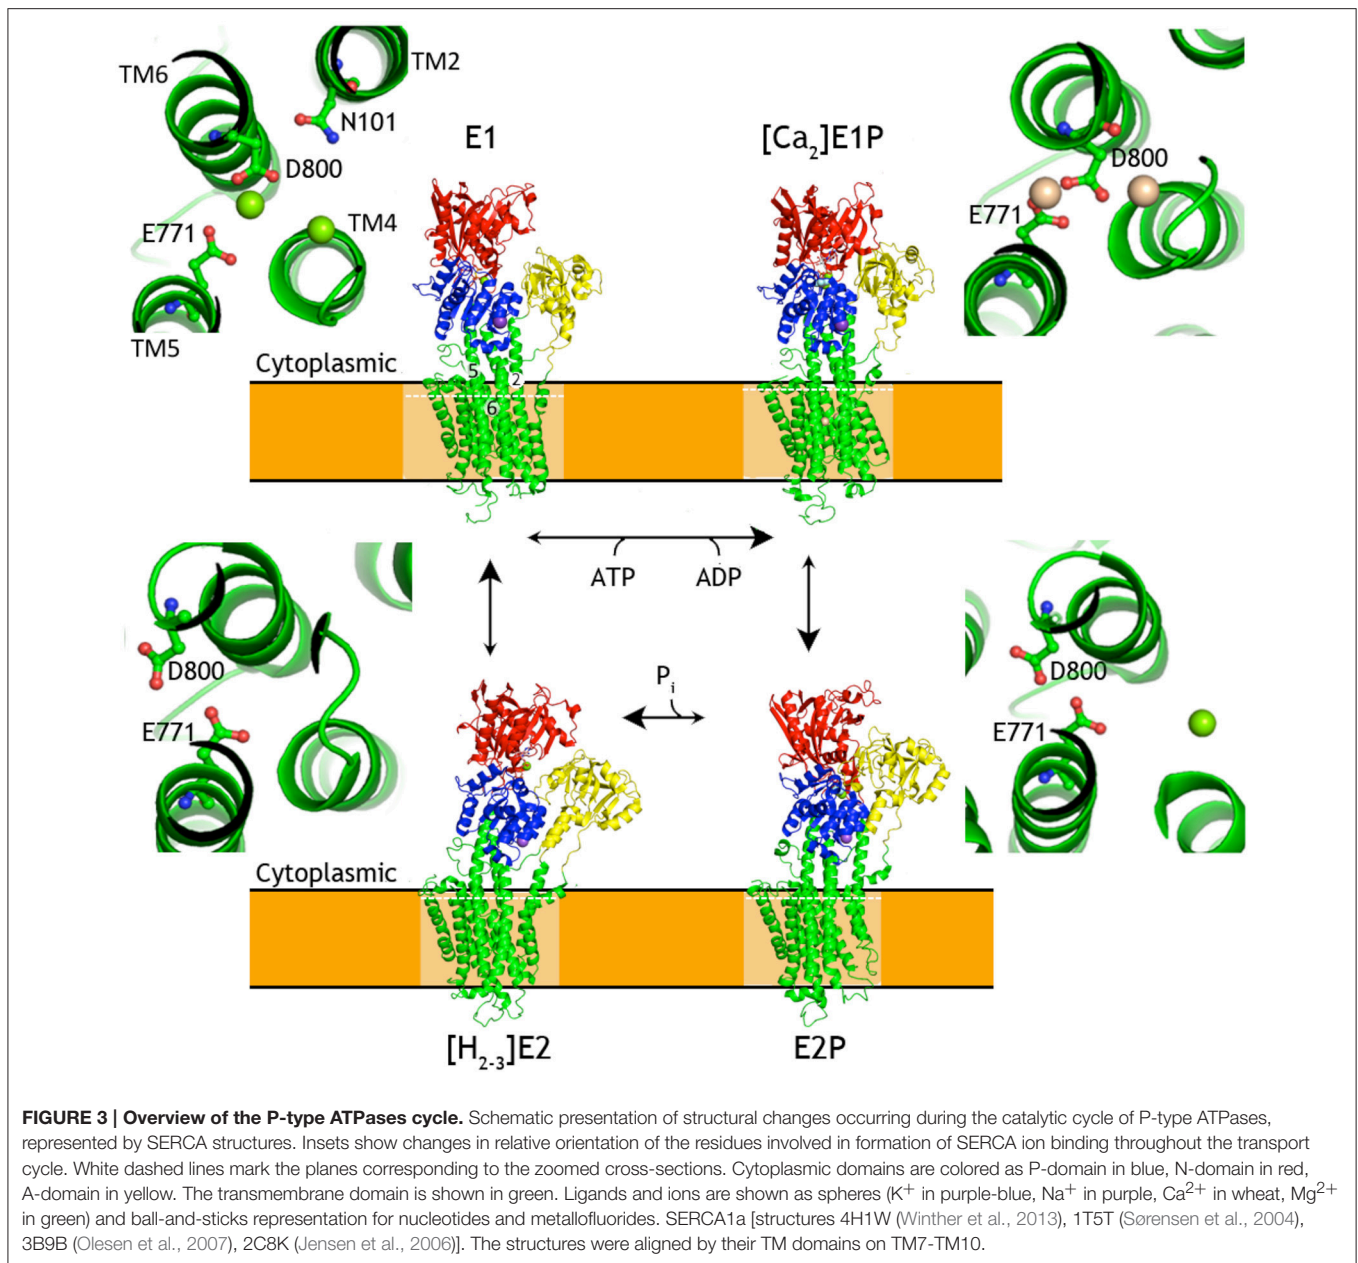 TM6
TM2
N101
D800
E771
TM4
TM5
E1
[Ca2]E1P
D800
E771
Cytoplasmic
5
2
6
ATP
ADP
D800
E771
Pi
D800
E771
Cytoplasmic
[H2-3]E2
E2P
FIGURE 3 | Overview of the P-type ATPases cycle. Schematic presentation of structural changes occurring during the catalytic cycle of P-type ATPases,
represented by SERCA structures. Insets show changes in relative orientation of the residues involved in formation of SERCA ion binding throughout the transport
cycle. White dashed lines mark the planes corresponding to the zoomed cross-sections. Cytoplasmic domains are colored as P-domain in blue, N-domain in red,
A-domain in yellow. The transmembrane domain is shown in green. Ligands and ions are shown as spheres (K+ in purple-blue, Na+ in purple, Ca2+ in wheat, Mg2+
in green) and ball-and-sticks representation for nucleotides and metallofluorides. SERCA1a [structures 4H1W (Winther et al., 2013), 1T5T (Sørensen et al., 2004),
3B9B (Olesen et al., 2007), 2C8K (Jensen et al., 2006)]. The structures were aligned by their TM domains on TM7-TM10.